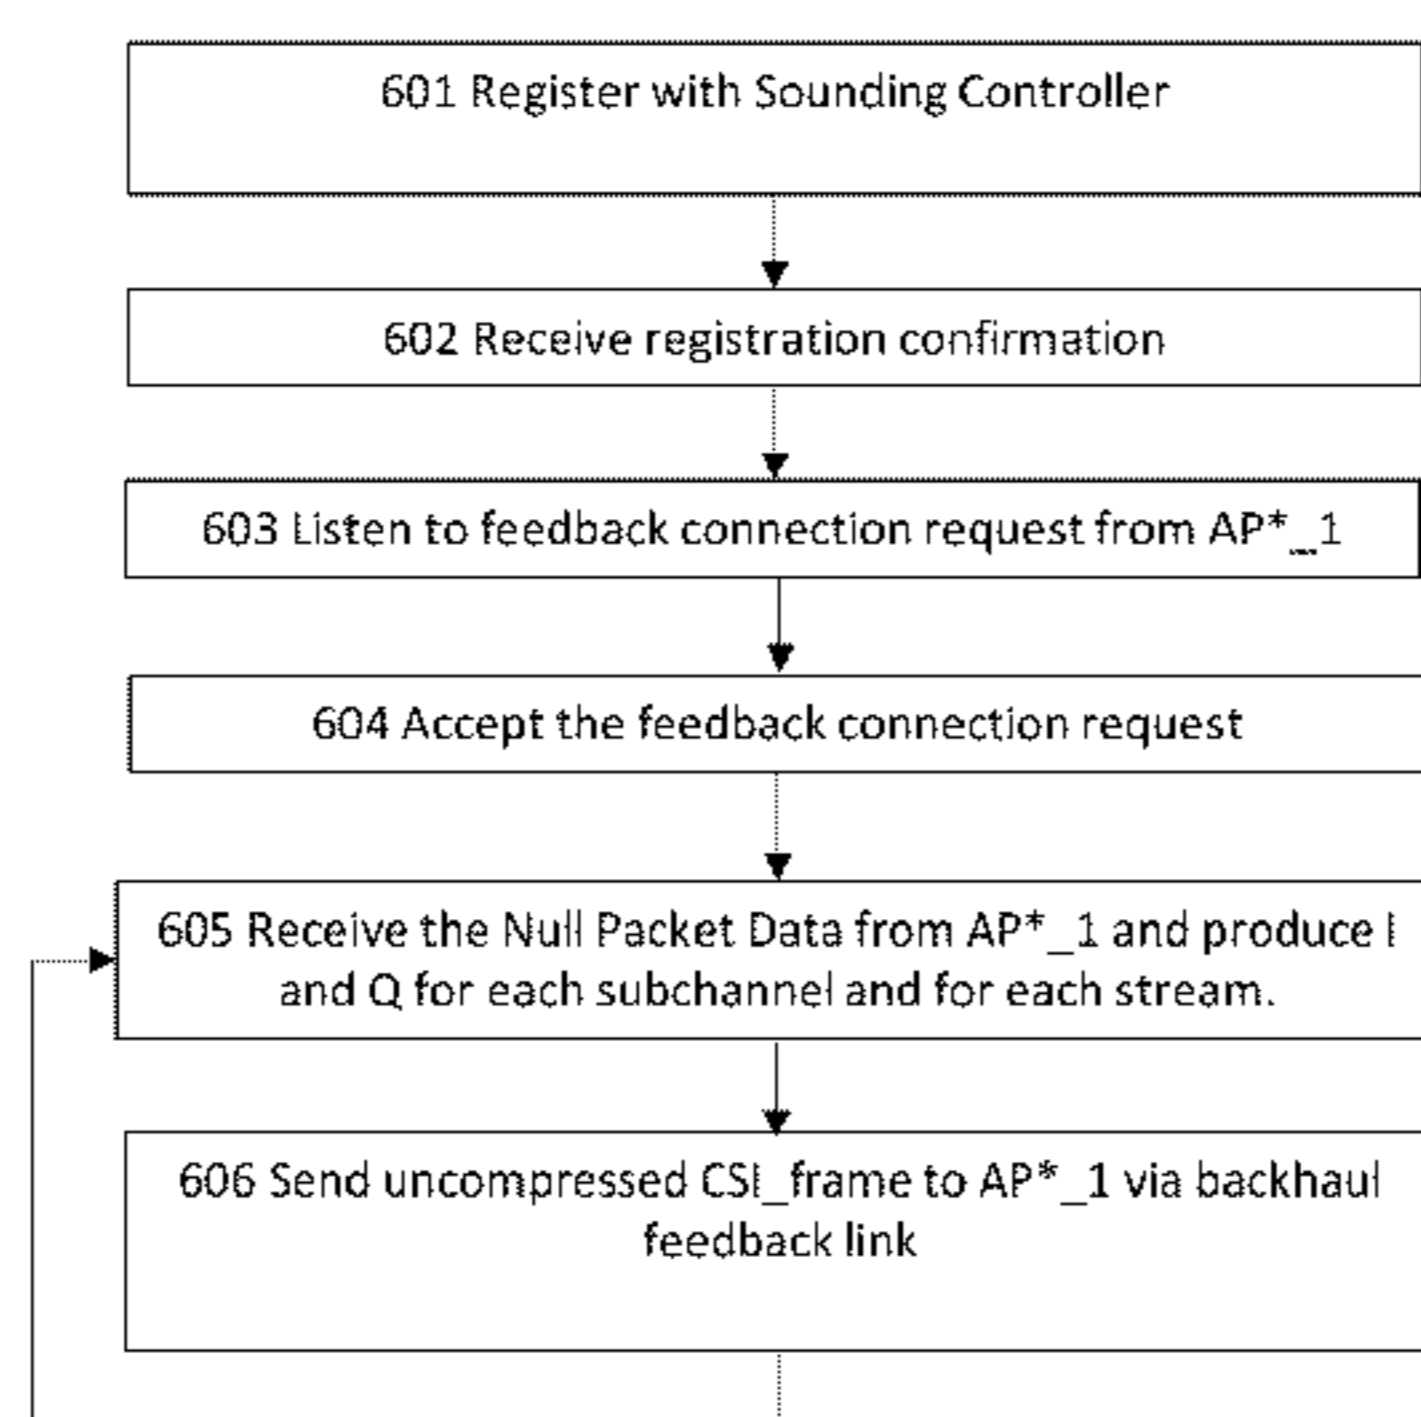 601 Register with Sounding Controller
602 Receive registration confirmation
603 Listen to feedback connection request from AP*_1
604 Accept the feedback connection request
605 Receive the Null Packet Data from AP*_1 and produce I
and Q for each subchannel and for each stream.
606 Send uncompressed CSI_frame to AP*_1 via backhaul
feedback link